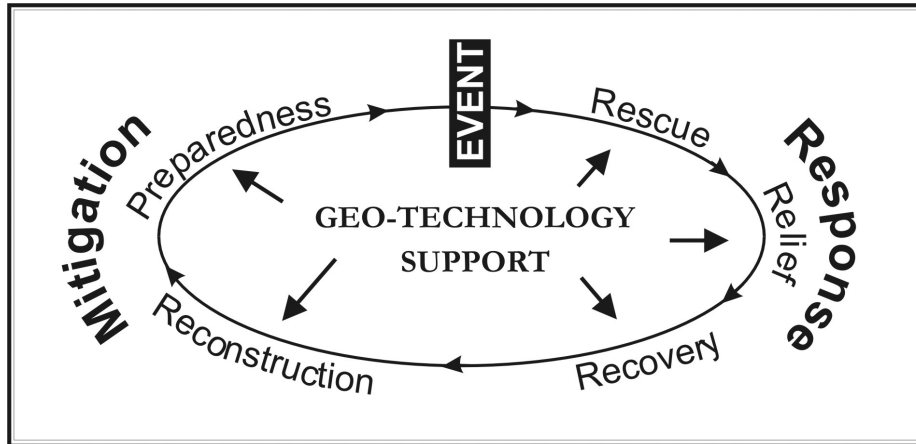 EVENT
Rescue
Relief
Response
Recovery
Reconstruction
Mitigation
Preparedness
GEO-TECHNOLOGY
SUPPORT